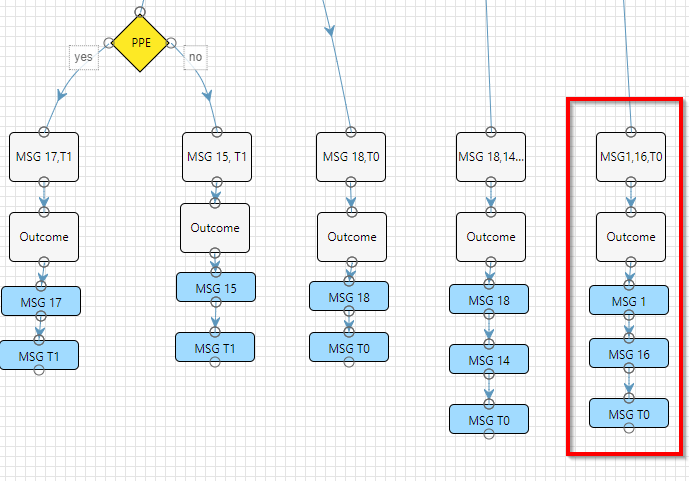 PPE
yes
no
MSG 17,T1
MSG 15, T1
MSG 18,T0
MSG 18,14...
MSG1,16,T0
Outcome
Outcome
Outcome
Outcome
Outcome
MSG 17
MSG 15
MSG 18
MSG 18
MSG 1
MSG T1
MSG T1
MSG T0
MSG 14
MSG 16
MSG T0
MSG T0